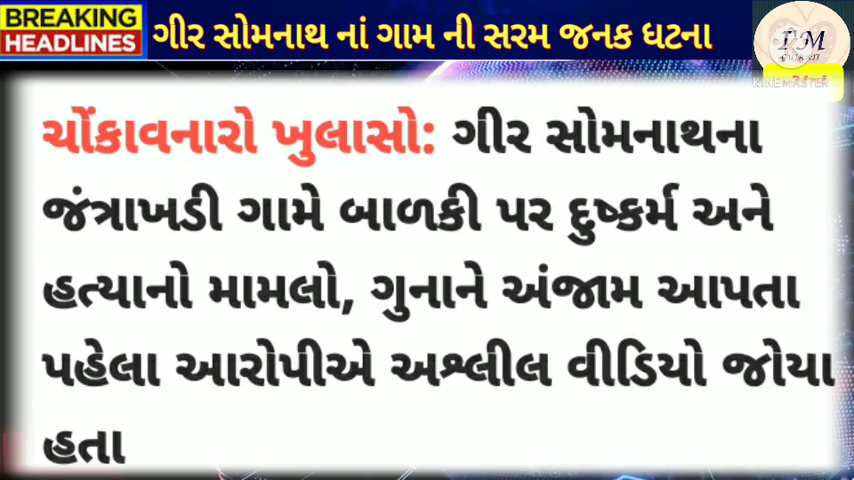 BREAKING
HEADLINES
ગીર સોમનાથ નાં ગામ ની સરમ જનક ઘટના
PM
KINEMASTER
ચોંકાવનારો ખુલાસો: ગીર સોમનાથના
જંત્રાખડી ગામે બાળકી પર દુષ્કર્મ અને
હત્યાનો મામલો, ગુનાને અંજામ આપતા
પહેલા આરોપીએ અશ્લીલ વીડિયો જોયા
હતા